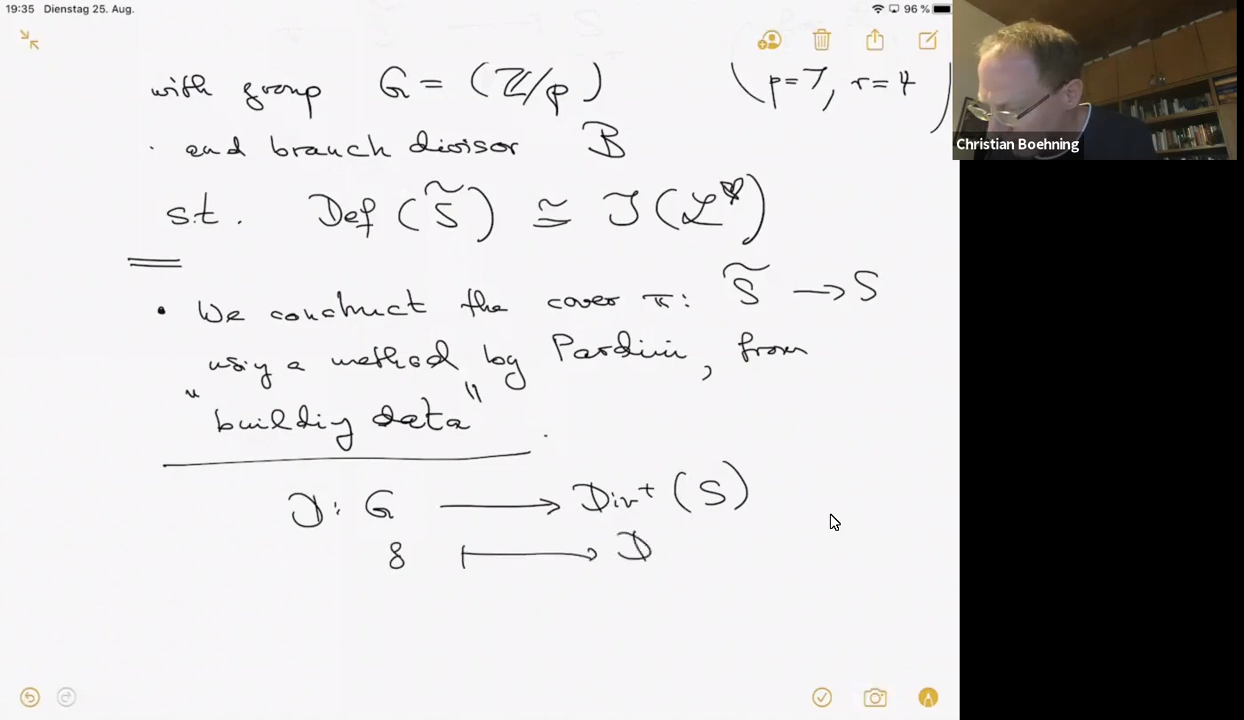 19:35 Dienstag 25. Aug.
96 %
with group G = (ℤ/p) (p=7, r=4)
· and branch divisor B
Christian Boehning
s.t. Def(S̃) ≅ I(L)
• We construct the cover π: S̃ → S
using a method by Pardini, from
"building data".
D: G → Div⁺(S)
g ↦ D